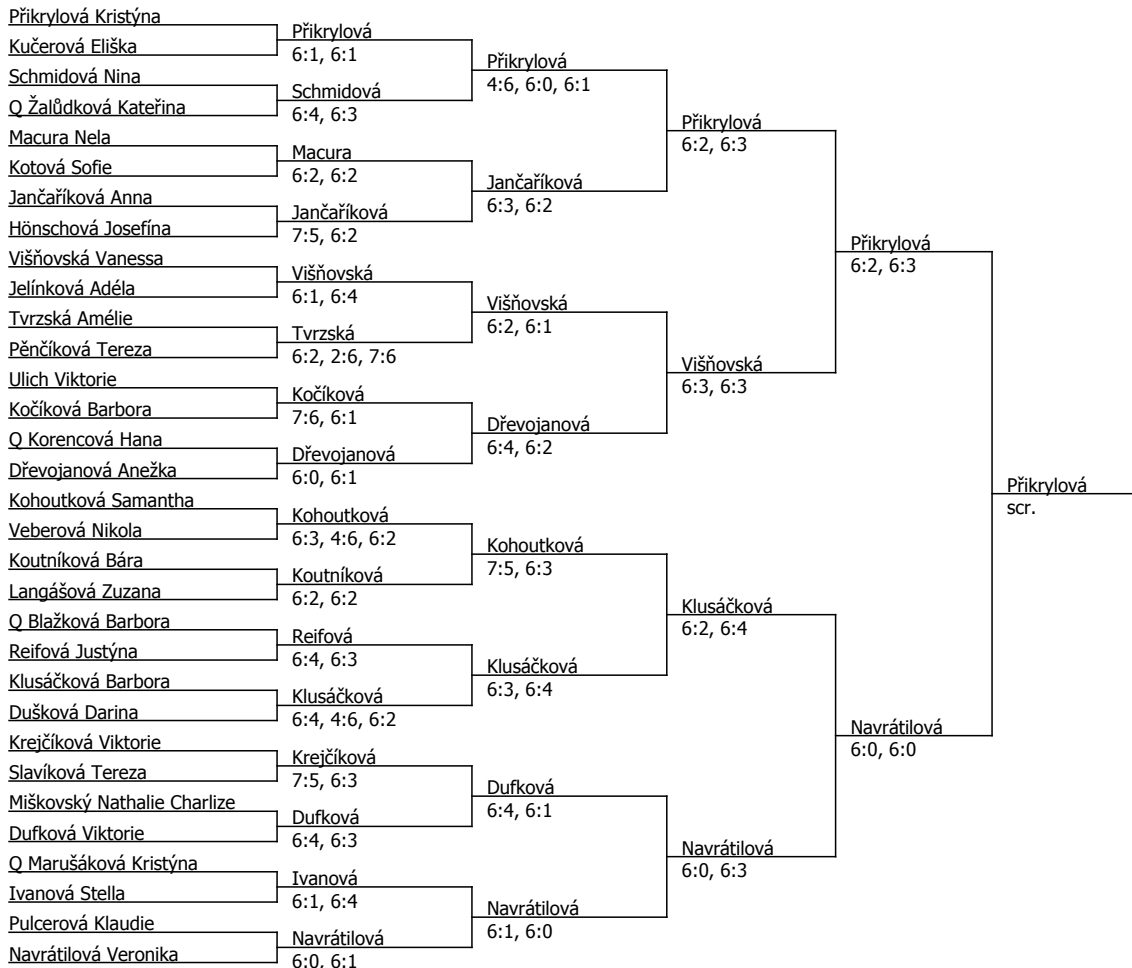 Přikrylová Kristýna
Kučerová Eliška
Schmidová Nina
Q Žalůdková Kateřina
Macura Nela
Kotová Sofie
Jančaříková Anna
Hönschová Josefína
Višňovská Vanessa
Jelínková Adéla
Tvrzská Amélie
Pěnčíková Tereza
Ulich Viktorie
Kočíková Barbora
Q Korencová Hana
Dřevojanová Anežka
Kohoutková Samantha
Veberová Nikola
Koutníková Bára
Langášová Zuzana
Q Blažková Barbora
Reifová Justýna
Klusáčková Barbora
Dušková Darina
Krejčíková Viktorie
Slavíková Tereza
Miškovský Nathalie Charlize
Dufková Viktorie
Q Marušáková Kristýna
Ivanová Stella
Pulcerová Klaudie
Navrátilová Veronika
Přikrylová
6:1, 6:1
Schmidová
6:4, 6:3
Macura
6:2, 6:2
Jančaříková
7:5, 6:2
Višňovská
6:1, 6:4
Tvrzská
6:2, 2:6, 7:6
Kočíková
7:6, 6:1
Dřevojanová
6:0, 6:1
Kohoutková
6:3, 4:6, 6:2
Koutníková
6:2, 6:2
Reifová
6:4, 6:3
Klusáčková
6:4, 4:6, 6:2
Krejčíková
7:5, 6:3
Dufková
6:4, 6:3
Ivanová
6:1, 6:4
Navrátilová
6:0, 6:1
Přikrylová
4:6, 6:0, 6:1
Jančaříková
6:3, 6:2
Višňovská
6:2, 6:1
Dřevojanová
6:4, 6:2
Kohoutková
7:5, 6:3
Klusáčková
6:3, 6:4
Dufková
6:4, 6:1
Navrátilová
6:1, 6:0
Přikrylová
6:2, 6:3
Višňovská
6:3, 6:3
Klusáčková
6:2, 6:4
Navrátilová
6:0, 6:3
Přikrylová
6:2, 6:3
Navrátilová
6:0, 6:0
Přikrylová
scr.